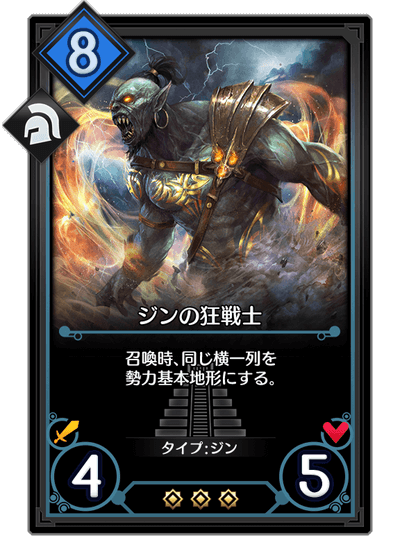 8
ジンの狂戦士
召喚時、同じ横一列を
勢力基本地形にする。
タイプ:ジン
4
5